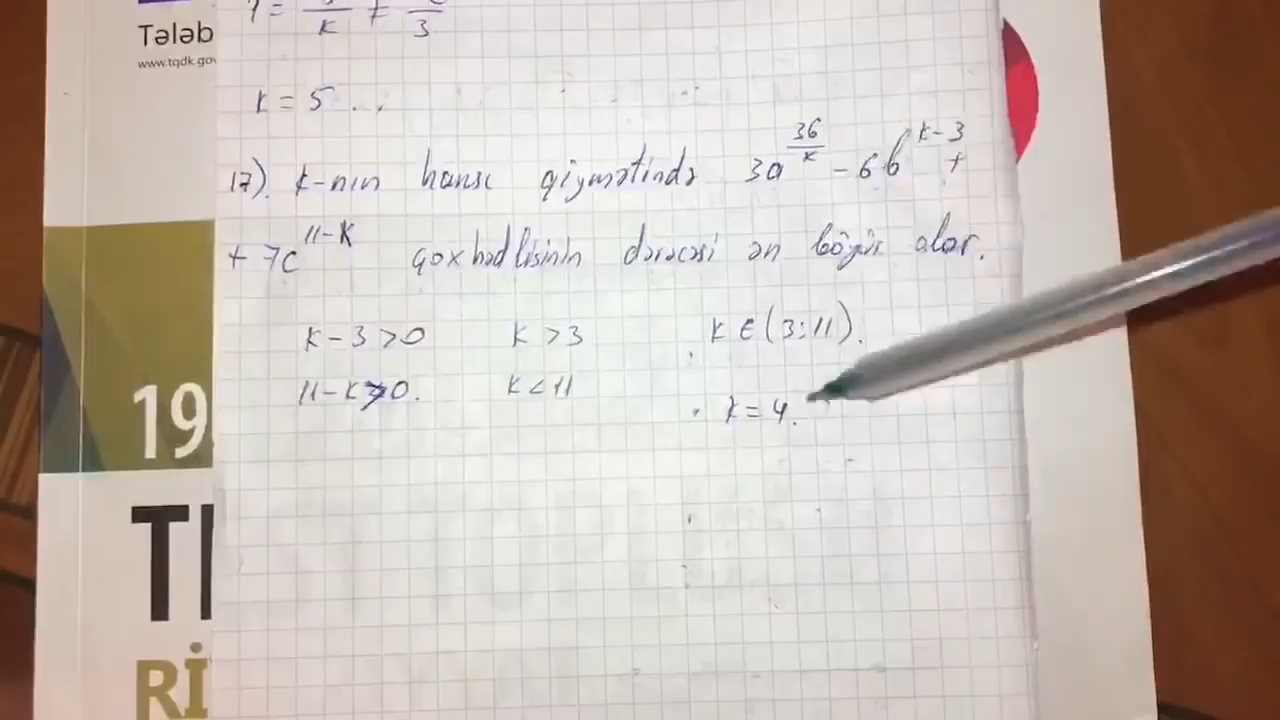 Tələb
www.tqdk.gov
k = 5 . .
17). k-nın hansı qiymətində 3a^{36/k} - 6b^{k-3} +
+ 7c^{11-k} çoxhədlisinin dərəcəsi ən böyük olar.
k - 3 > 0 k > 3 k ∈ (3;11).
11 - k > 0. k < 11
k = 4.
19
TI
Rİ